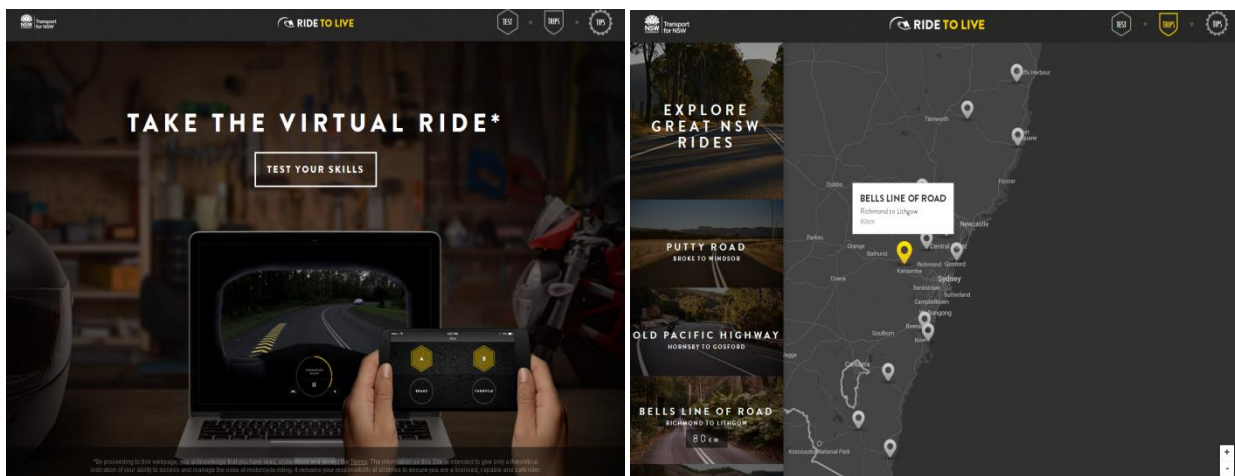 NSW
Transport
for NSW
RIDE TO LIVE
TEST
TRIPS
TIPS
TAKE THE VIRTUAL RIDE*
TEST YOUR SKILLS
A
B
BRAKE
THROTTLE
*By proceeding to this webpage, you acknowledge that you have read, understood and accept the Terms. The information on this Site is intended to give only a theoretical
indication of your ability to assess and manage the risks of motorcycle riding. It remains your responsibility at all times to ensure you are a licensed, capable and safe rider.
NSW
Transport
for NSW
RIDE TO LIVE
TEST
TRIPS
TIPS
EXPLORE
GREAT NSW
RIDES
PUTTY ROAD
BROKE TO WINDSOR
OLD PACIFIC HIGHWAY
HORNSBY TO GOSFORD
BELLS LINE OF ROAD
RICHMOND TO LITHGOW
80 KM
Tamworth
Dubbo
Forster
BELLS LINE OF ROAD
Richmond to Lithgow
80km
Newcastle
Parkes
Orange
Bathurst
Central
Richmond
Gosford
Katoomba
Cowra
Sydney
Bankstown
Sutherland
Campbelltown
Goulburn
Canberra
Kosciuszko National Park
+
-